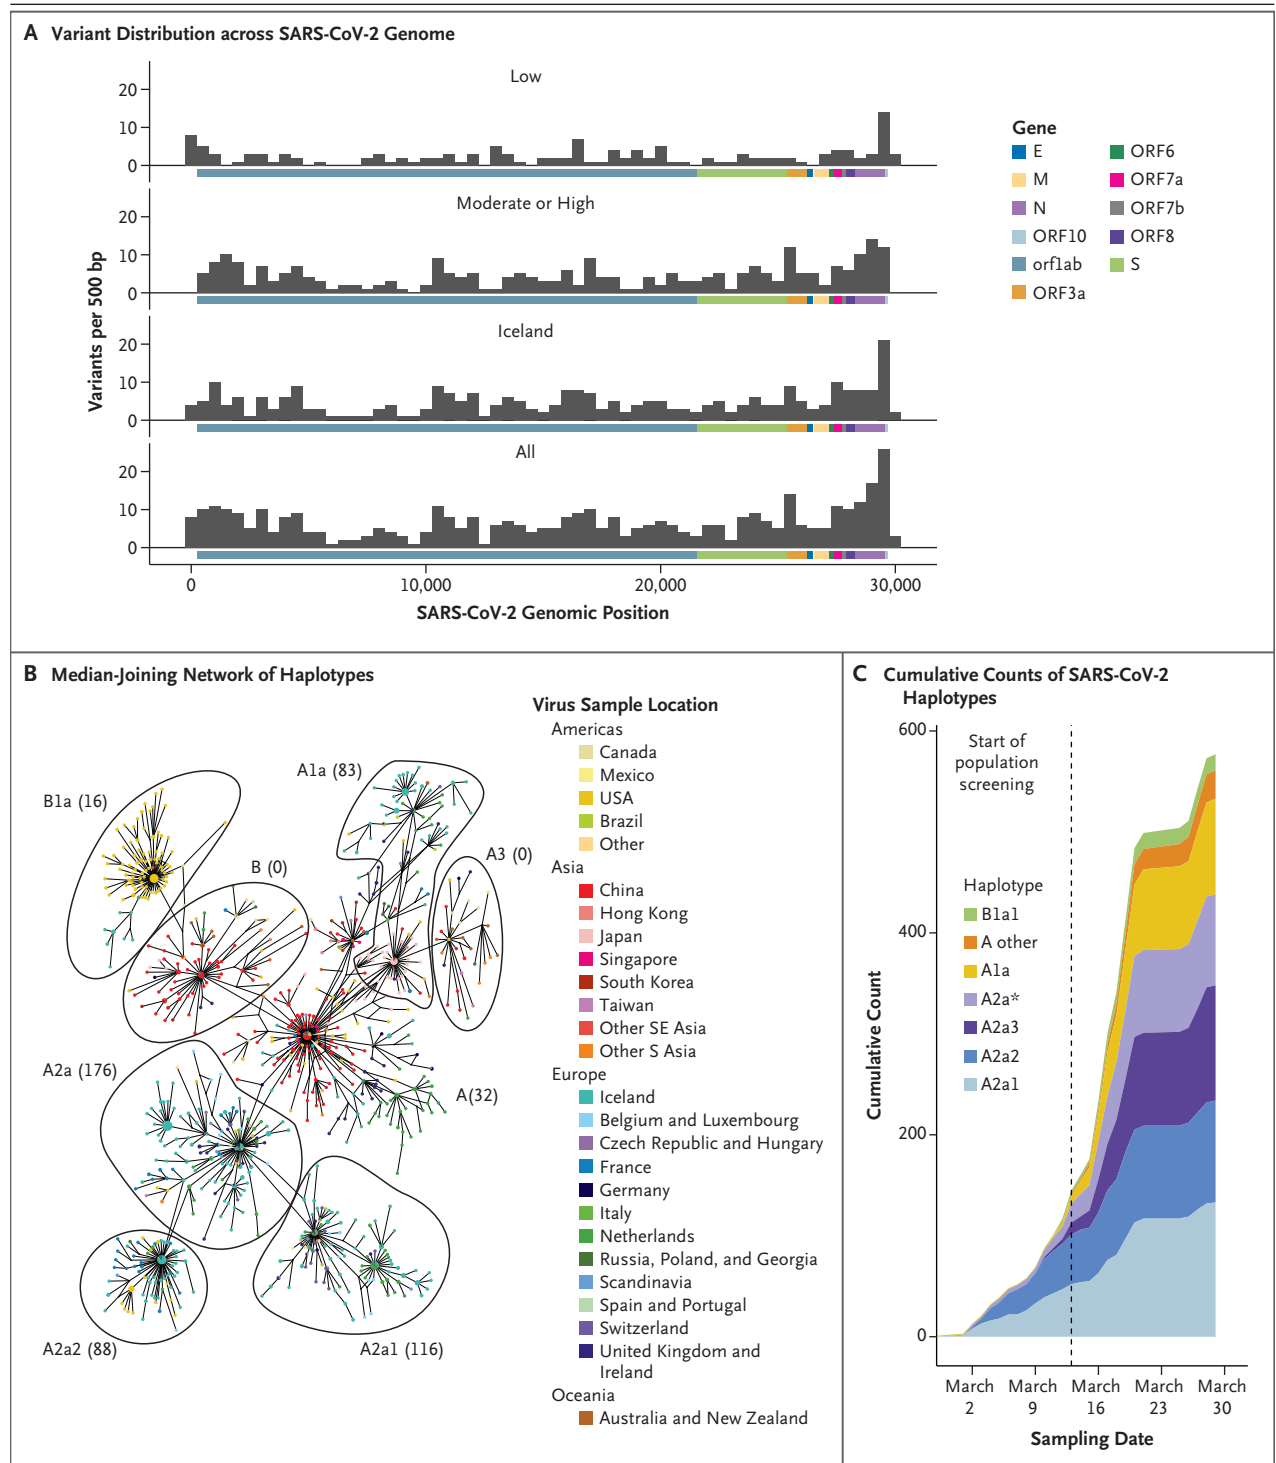 A Variant Distribution across SARS-CoV-2 Genome
Low
20
10
0
Moderate or High
20
10
0
Iceland
20
10
0
All
20
10
0
Variants per 500 bp
0
10,000
20,000
30,000
SARS-CoV-2 Genomic Position
Gene
E
M
N
ORF10
orf1ab
ORF3a
ORF6
ORF7a
ORF7b
ORF8
S
B Median-Joining Network of Haplotypes
B1a (16)
A1a (83)
B (0)
A3 (0)
A2a (176)
A(32)
A2a2 (88)
A2a1 (116)
Virus Sample Location
Americas
Canada
Mexico
USA
Brazil
Other
Asia
China
Hong Kong
Japan
Singapore
South Korea
Taiwan
Other SE Asia
Other S Asia
Europe
Iceland
Belgium and Luxembourg
Czech Republic and Hungary
France
Germany
Italy
Netherlands
Russia, Poland, and Georgia
Scandinavia
Spain and Portugal
Switzerland
United Kingdom and
Ireland
Oceania
Australia and New Zealand
C Cumulative Counts of SARS-CoV-2
Haplotypes
600
400
200
0
Cumulative Count
Start of
population
screening
Haplotype
B1a1
A other
A1a
A2a*
A2a3
A2a2
A2a1
March
2
March
9
March
16
March
23
March
30
Sampling Date